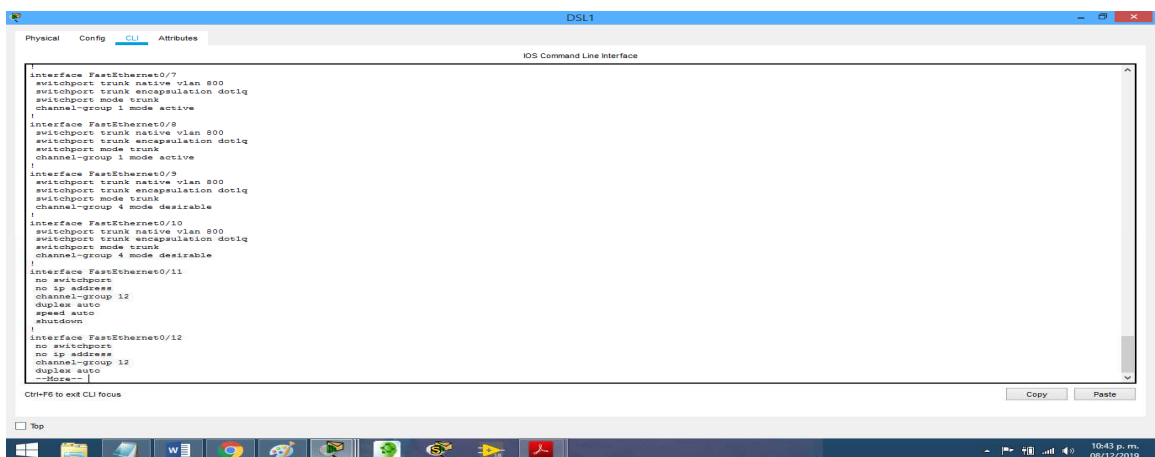 DSL1
Physical Config CLI Attributes
IOS Command Line Interface
!
interface FastEthernet0/7
switchport trunk native vlan 800
switchport trunk encapsulation dot1q
switchport mode trunk
channel-group 1 mode active
!
interface FastEthernet0/8
switchport trunk native vlan 800
switchport trunk encapsulation dot1q
switchport mode trunk
channel-group 1 mode active
!
interface FastEthernet0/9
switchport trunk native vlan 800
switchport trunk encapsulation dot1q
switchport mode trunk
channel-group 4 mode desirable
!
interface FastEthernet0/10
switchport trunk native vlan 800
switchport trunk encapsulation dot1q
switchport mode trunk
channel-group 4 mode desirable
!
interface FastEthernet0/11
no switchport
no ip address
channel-group 12
duplex auto
speed auto
shutdown
!
interface FastEthernet0/12
no switchport
no ip address
channel-group 12
duplex auto
--More--
Ctrl+F6 to exit CLI focus
Copy Paste
Top
10:43 p. m.
08/12/2019